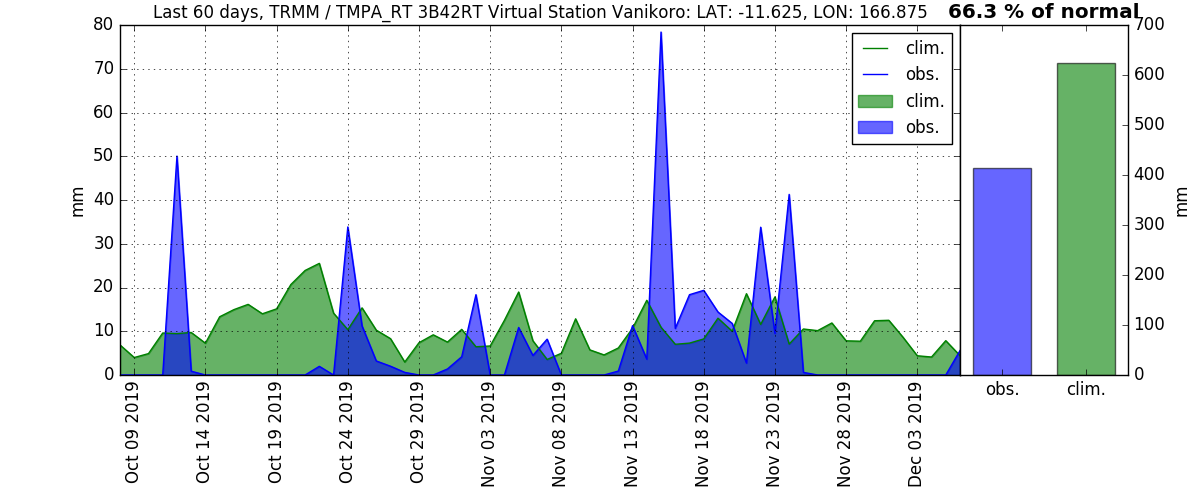 Last 60 days, TRMM / TMPA_RT 3B42RT Virtual Station Vanikoro: LAT: -11.625, LON: 166.875
66.3 % of normal
80
70
60
50
40
30
20
10
0
mm
clim.
obs.
clim.
obs.
Oct 09 2019
Oct 14 2019
Oct 19 2019
Oct 24 2019
Oct 29 2019
Nov 03 2019
Nov 08 2019
Nov 13 2019
Nov 18 2019
Nov 23 2019
Nov 28 2019
Dec 03 2019
700
600
500
400
300
200
100
0
mm
obs.
clim.